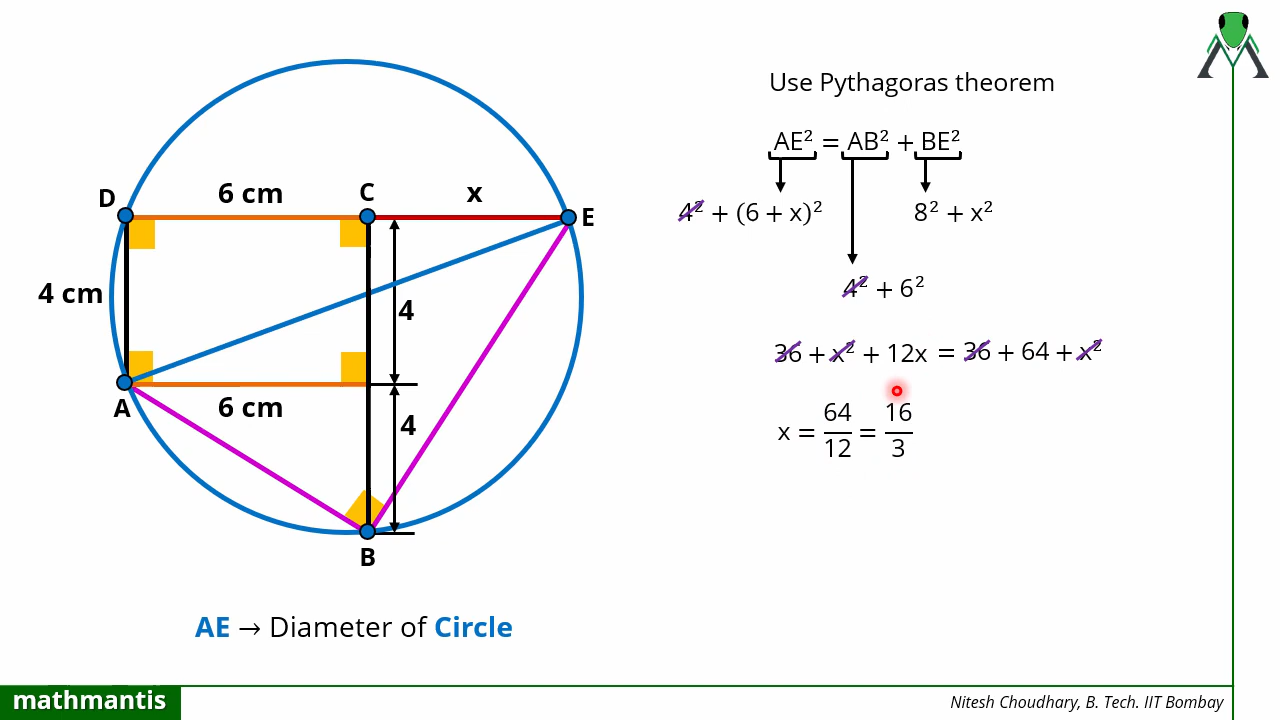 Use Pythagoras theorem
AE² = AB² + BE²
4² + (6 + x)²
8² + x²
4² + 6²
36 + x² + 12x = 36 + 64 + x²
x = 64/12 = 16/3
D
6 cm
C
x
E
4 cm
4
A
6 cm
4
B
AE → Diameter of Circle
mathmantis
Nitesh Choudhary, B. Tech. IIT Bombay